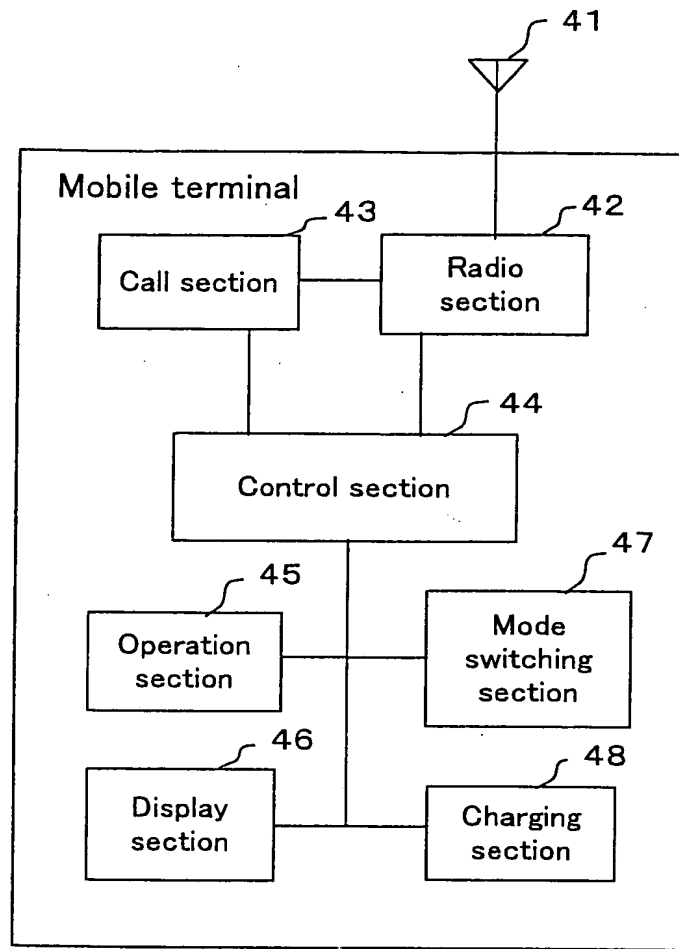 41
Mobile terminal
43
42
Call section
Radio
section
44
Control section
45
47
Operation
section
Mode
switching
section
46
48
Display
section
Charging
section